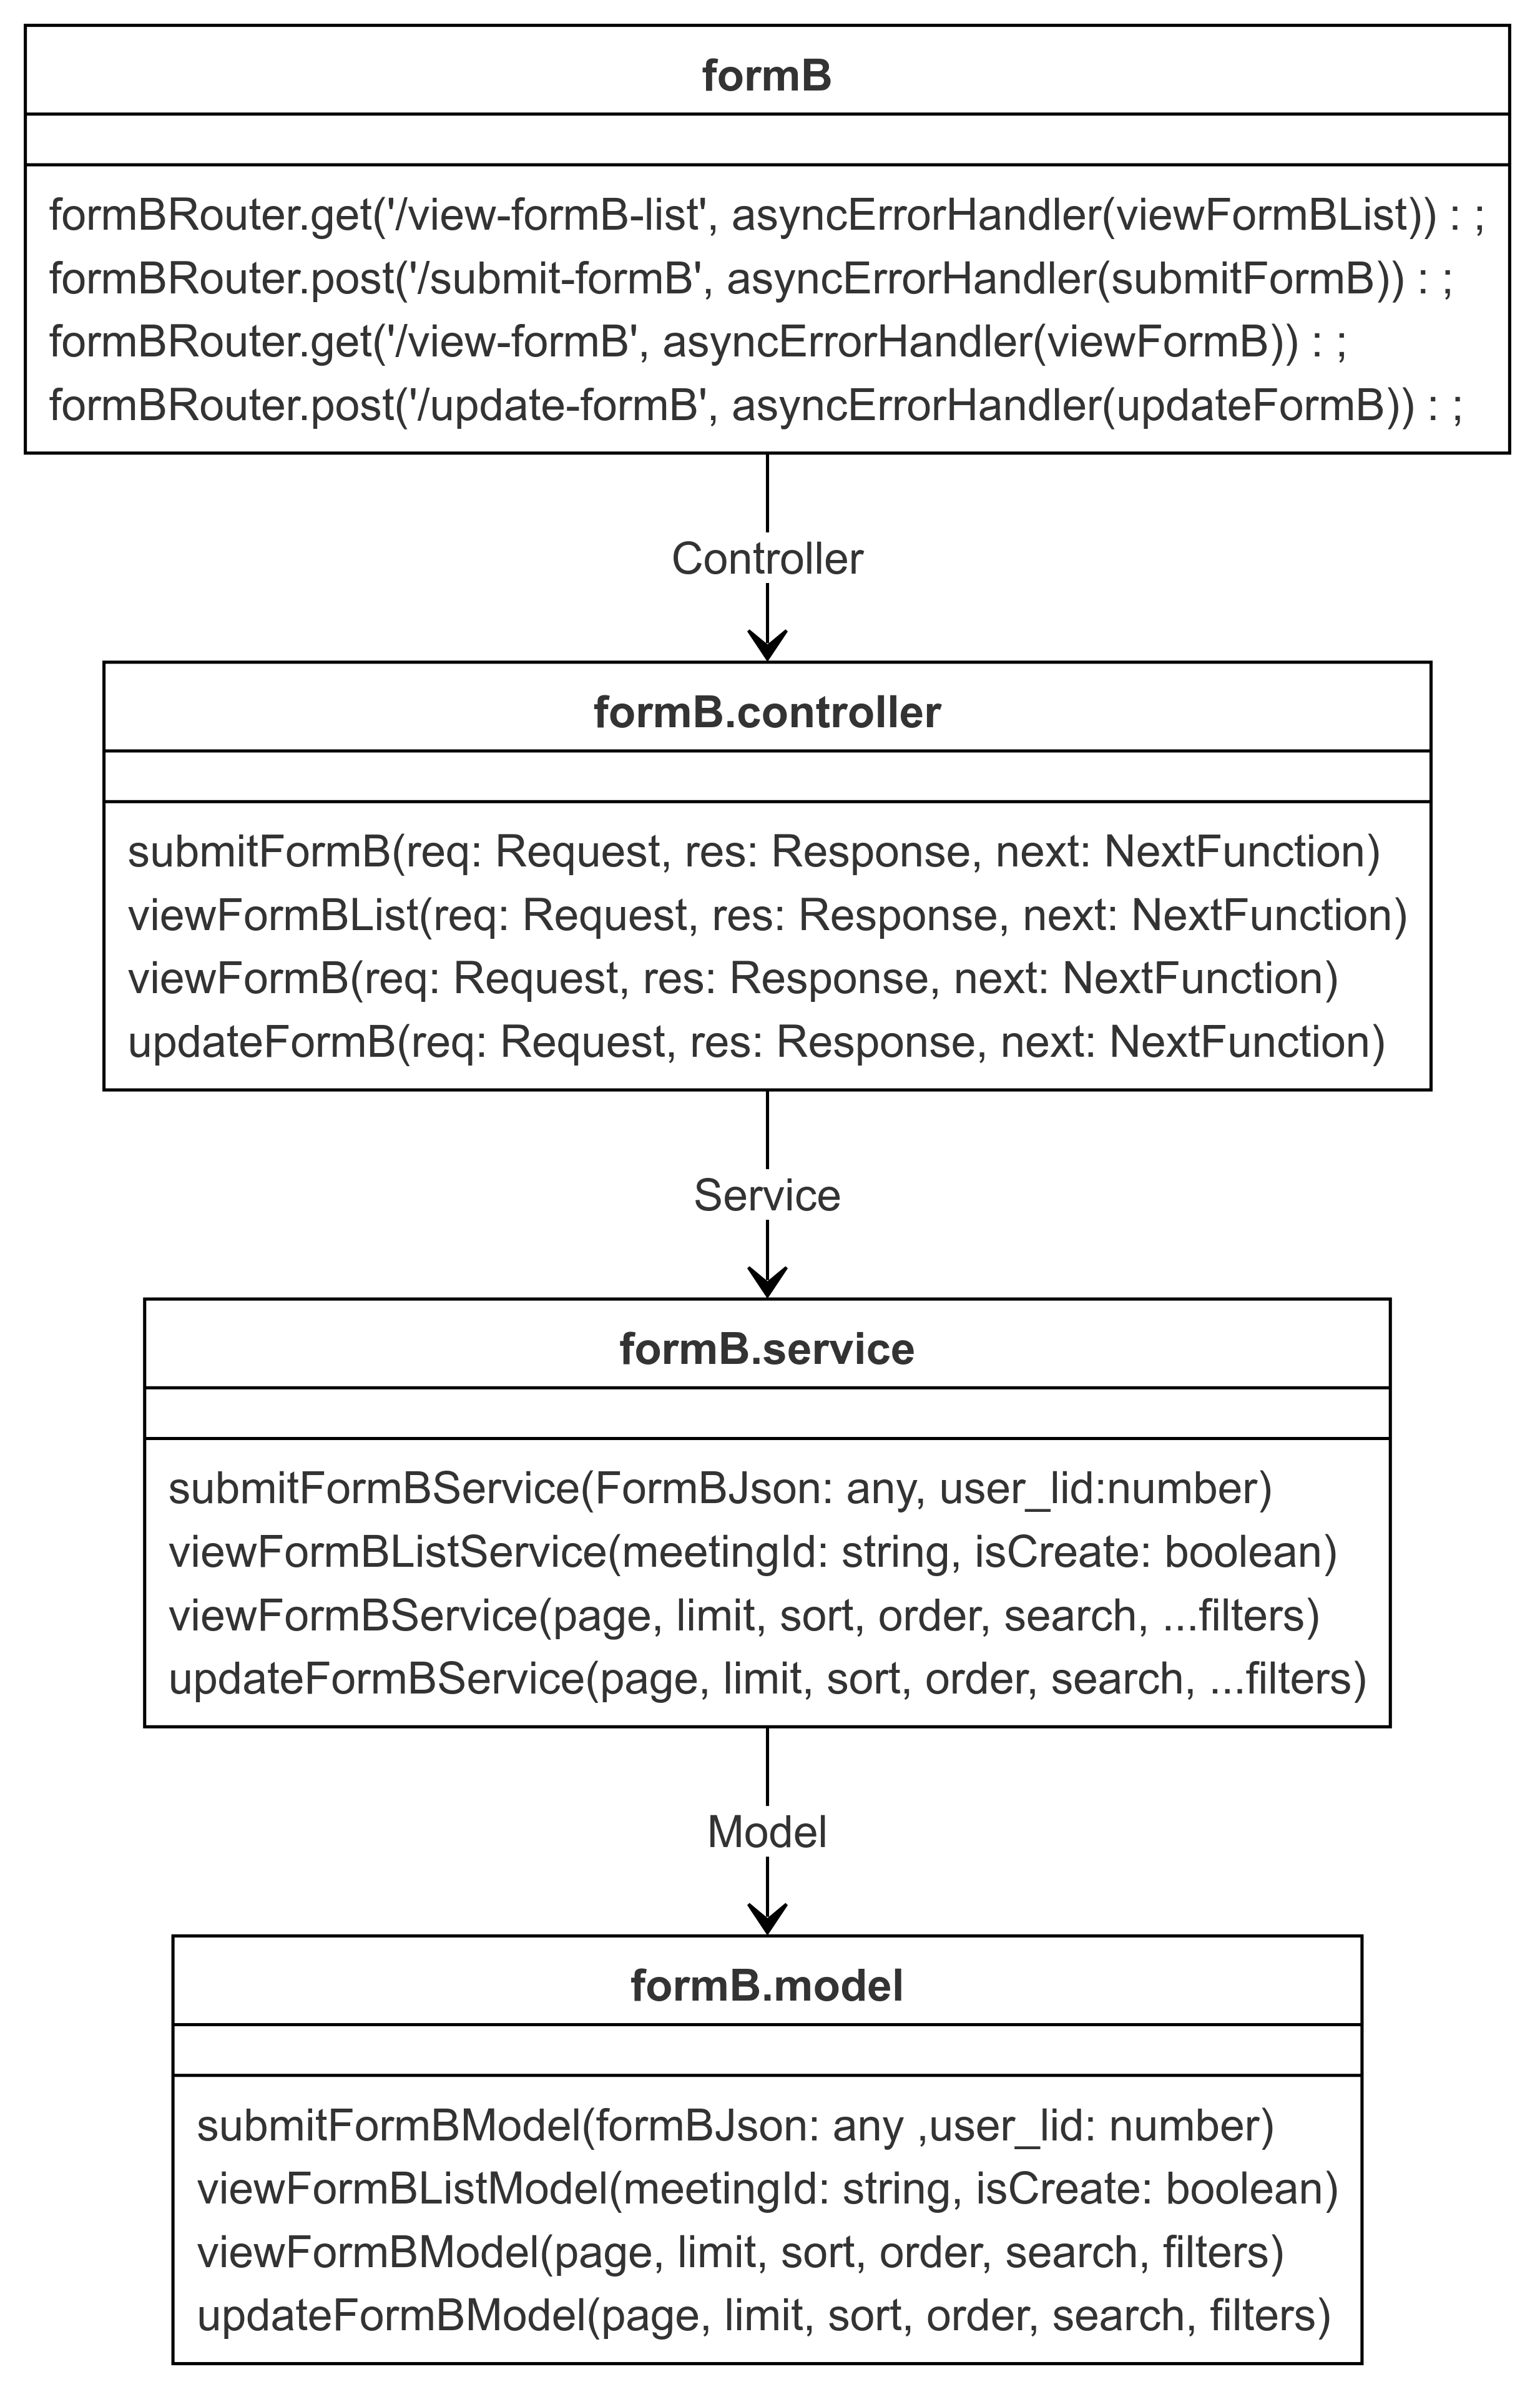 formB
formBRouter.get('/view-formB-list', asyncErrorHandler(viewFormBList)) : ;
formBRouter.post('/submit-formB', asyncErrorHandler(submitFormB)) : ;
formBRouter.get('/view-formB', asyncErrorHandler(viewFormB)) : ;
formBRouter.post('/update-formB', asyncErrorHandler(updateFormB)) : ;
Controller
formB.controller
submitFormB(req: Request, res: Response, next: NextFunction)
viewFormBList(req: Request, res: Response, next: NextFunction)
viewFormB(req: Request, res: Response, next: NextFunction)
updateFormB(req: Request, res: Response, next: NextFunction)
Service
formB.service
submitFormBService(FormBJson: any, user_lid:number)
viewFormBListService(meetingId: string, isCreate: boolean)
viewFormBService(page, limit, sort, order, search, ...filters)
updateFormBService(page, limit, sort, order, search, ...filters)
Model
formB.model
submitFormBModel(formBJson: any ,user_lid: number)
viewFormBListModel(meetingId: string, isCreate: boolean)
viewFormBModel(page, limit, sort, order, search, filters)
updateFormBModel(page, limit, sort, order, search, filters)